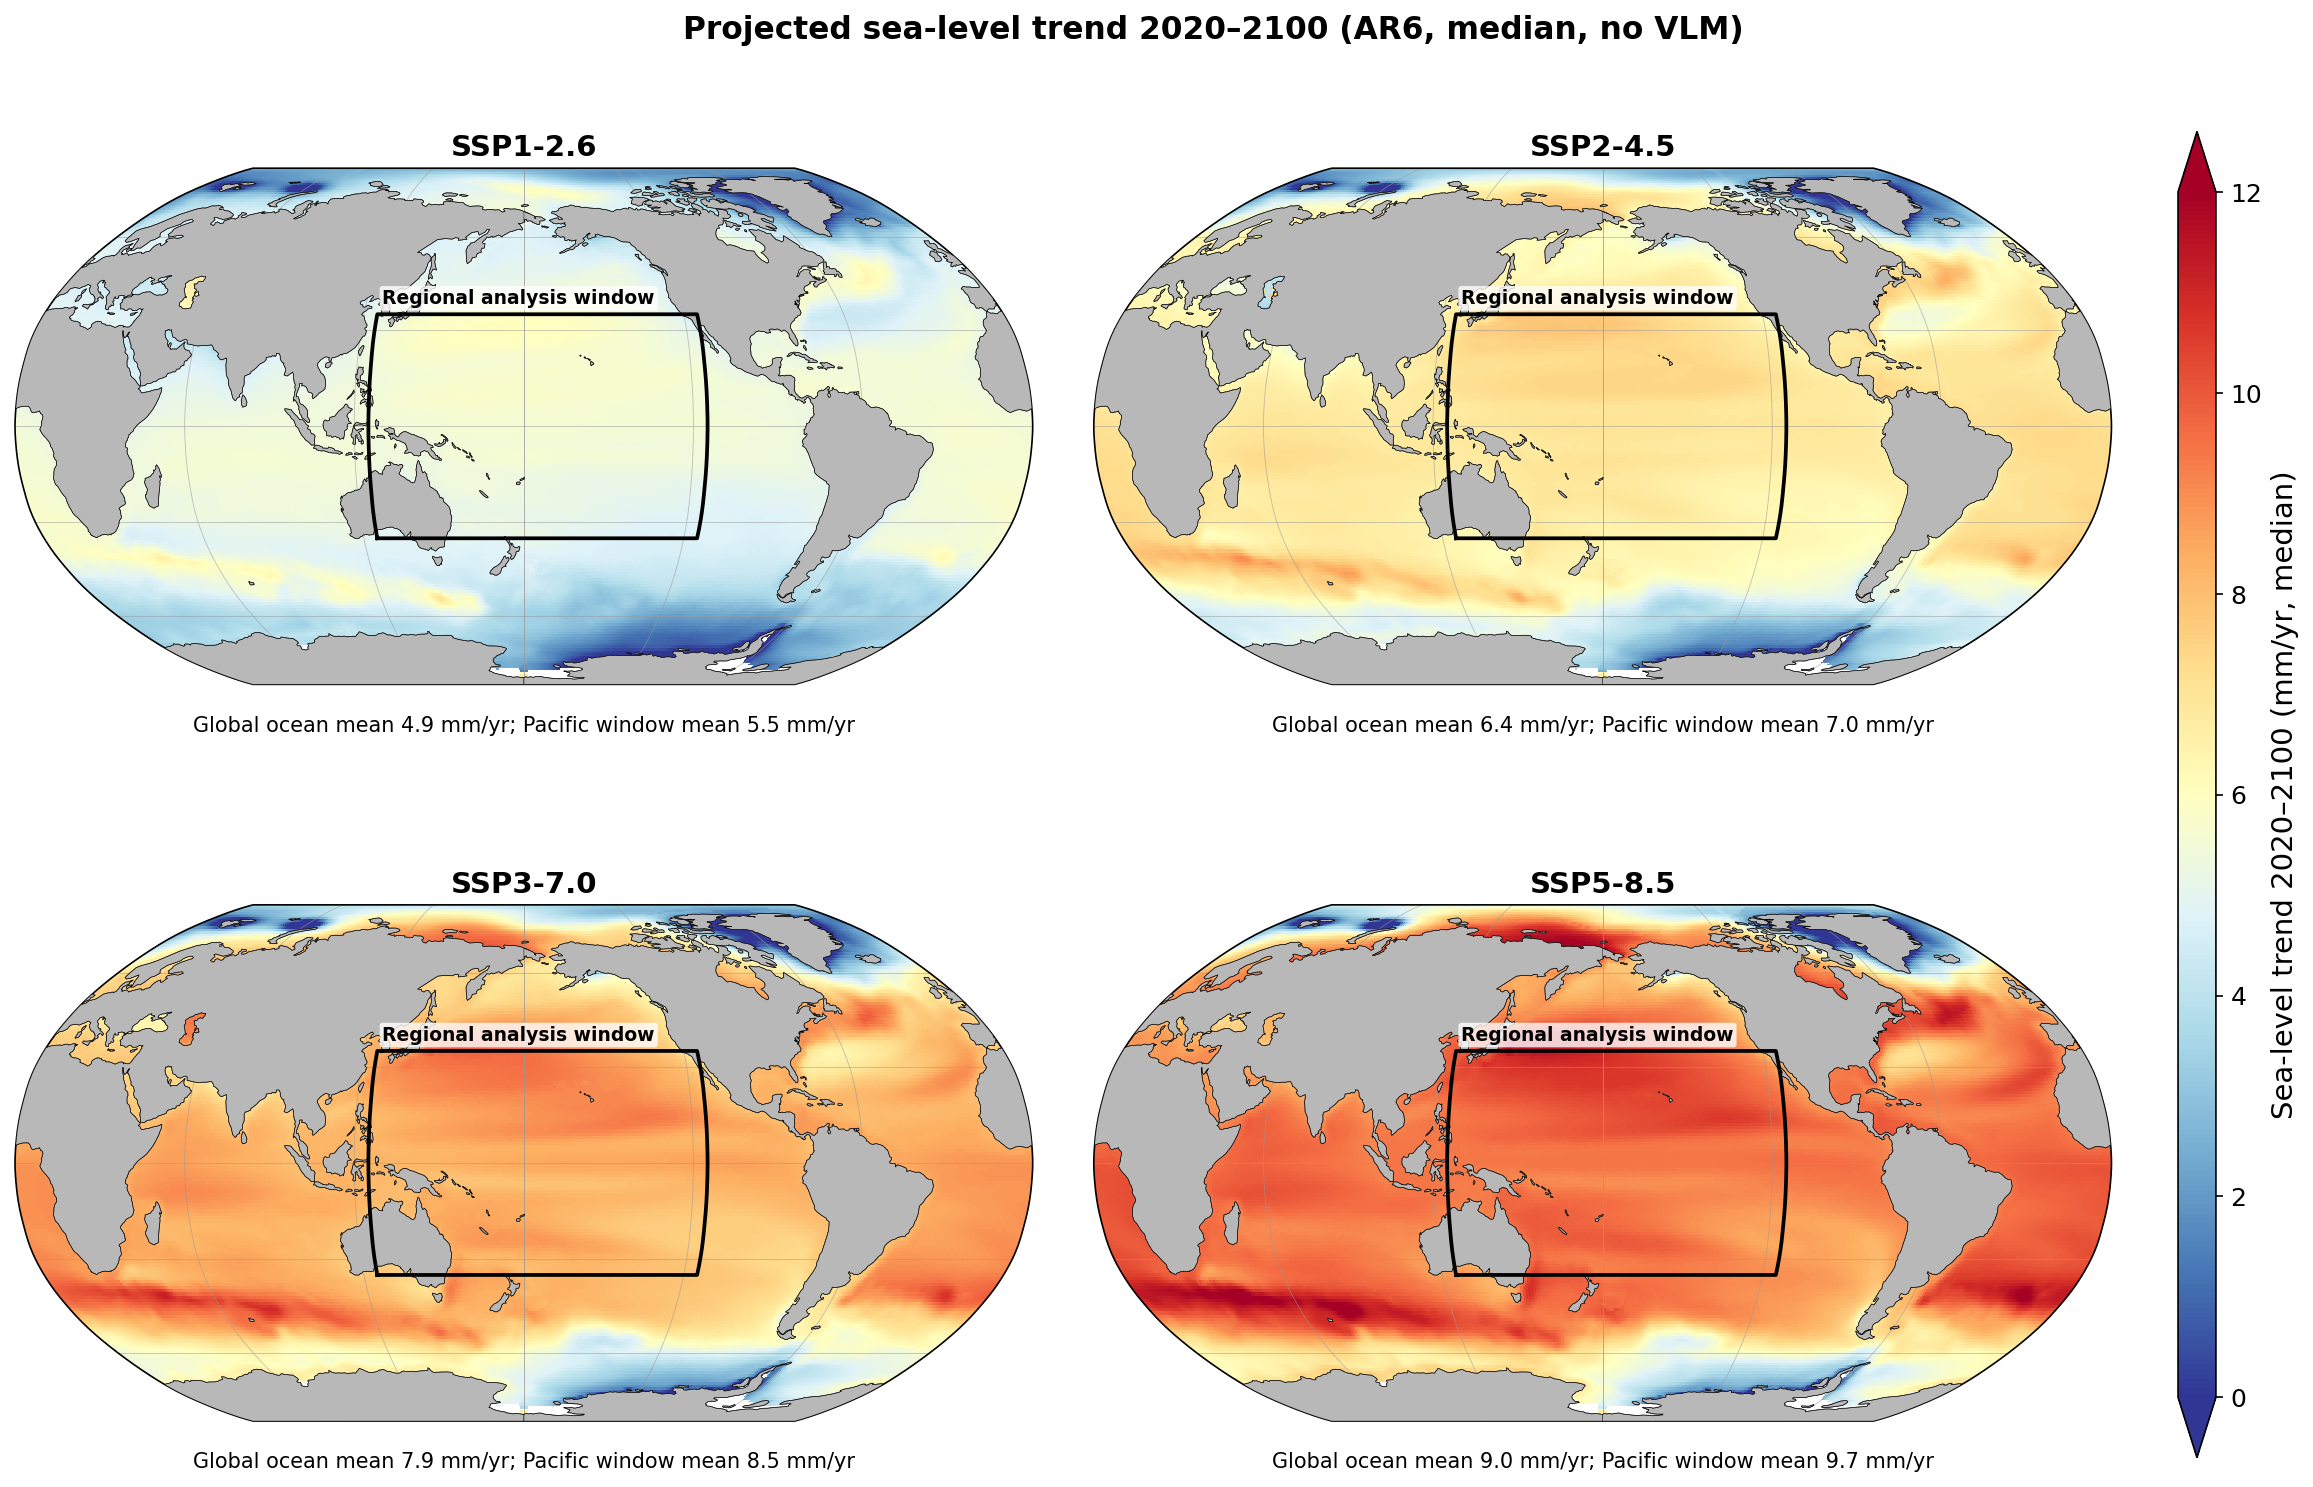 Projected sea-level trend 2020–2100 (AR6, median, no VLM)
SSP1-2.6
Regional analysis window
Global ocean mean 4.9 mm/yr; Pacific window mean 5.5 mm/yr
SSP2-4.5
Regional analysis window
Global ocean mean 6.4 mm/yr; Pacific window mean 7.0 mm/yr
SSP3-7.0
Regional analysis window
Global ocean mean 7.9 mm/yr; Pacific window mean 8.5 mm/yr
SSP5-8.5
Regional analysis window
Global ocean mean 9.0 mm/yr; Pacific window mean 9.7 mm/yr
12
10
8
6
4
2
0
Sea-level trend 2020–2100 (mm/yr, median)